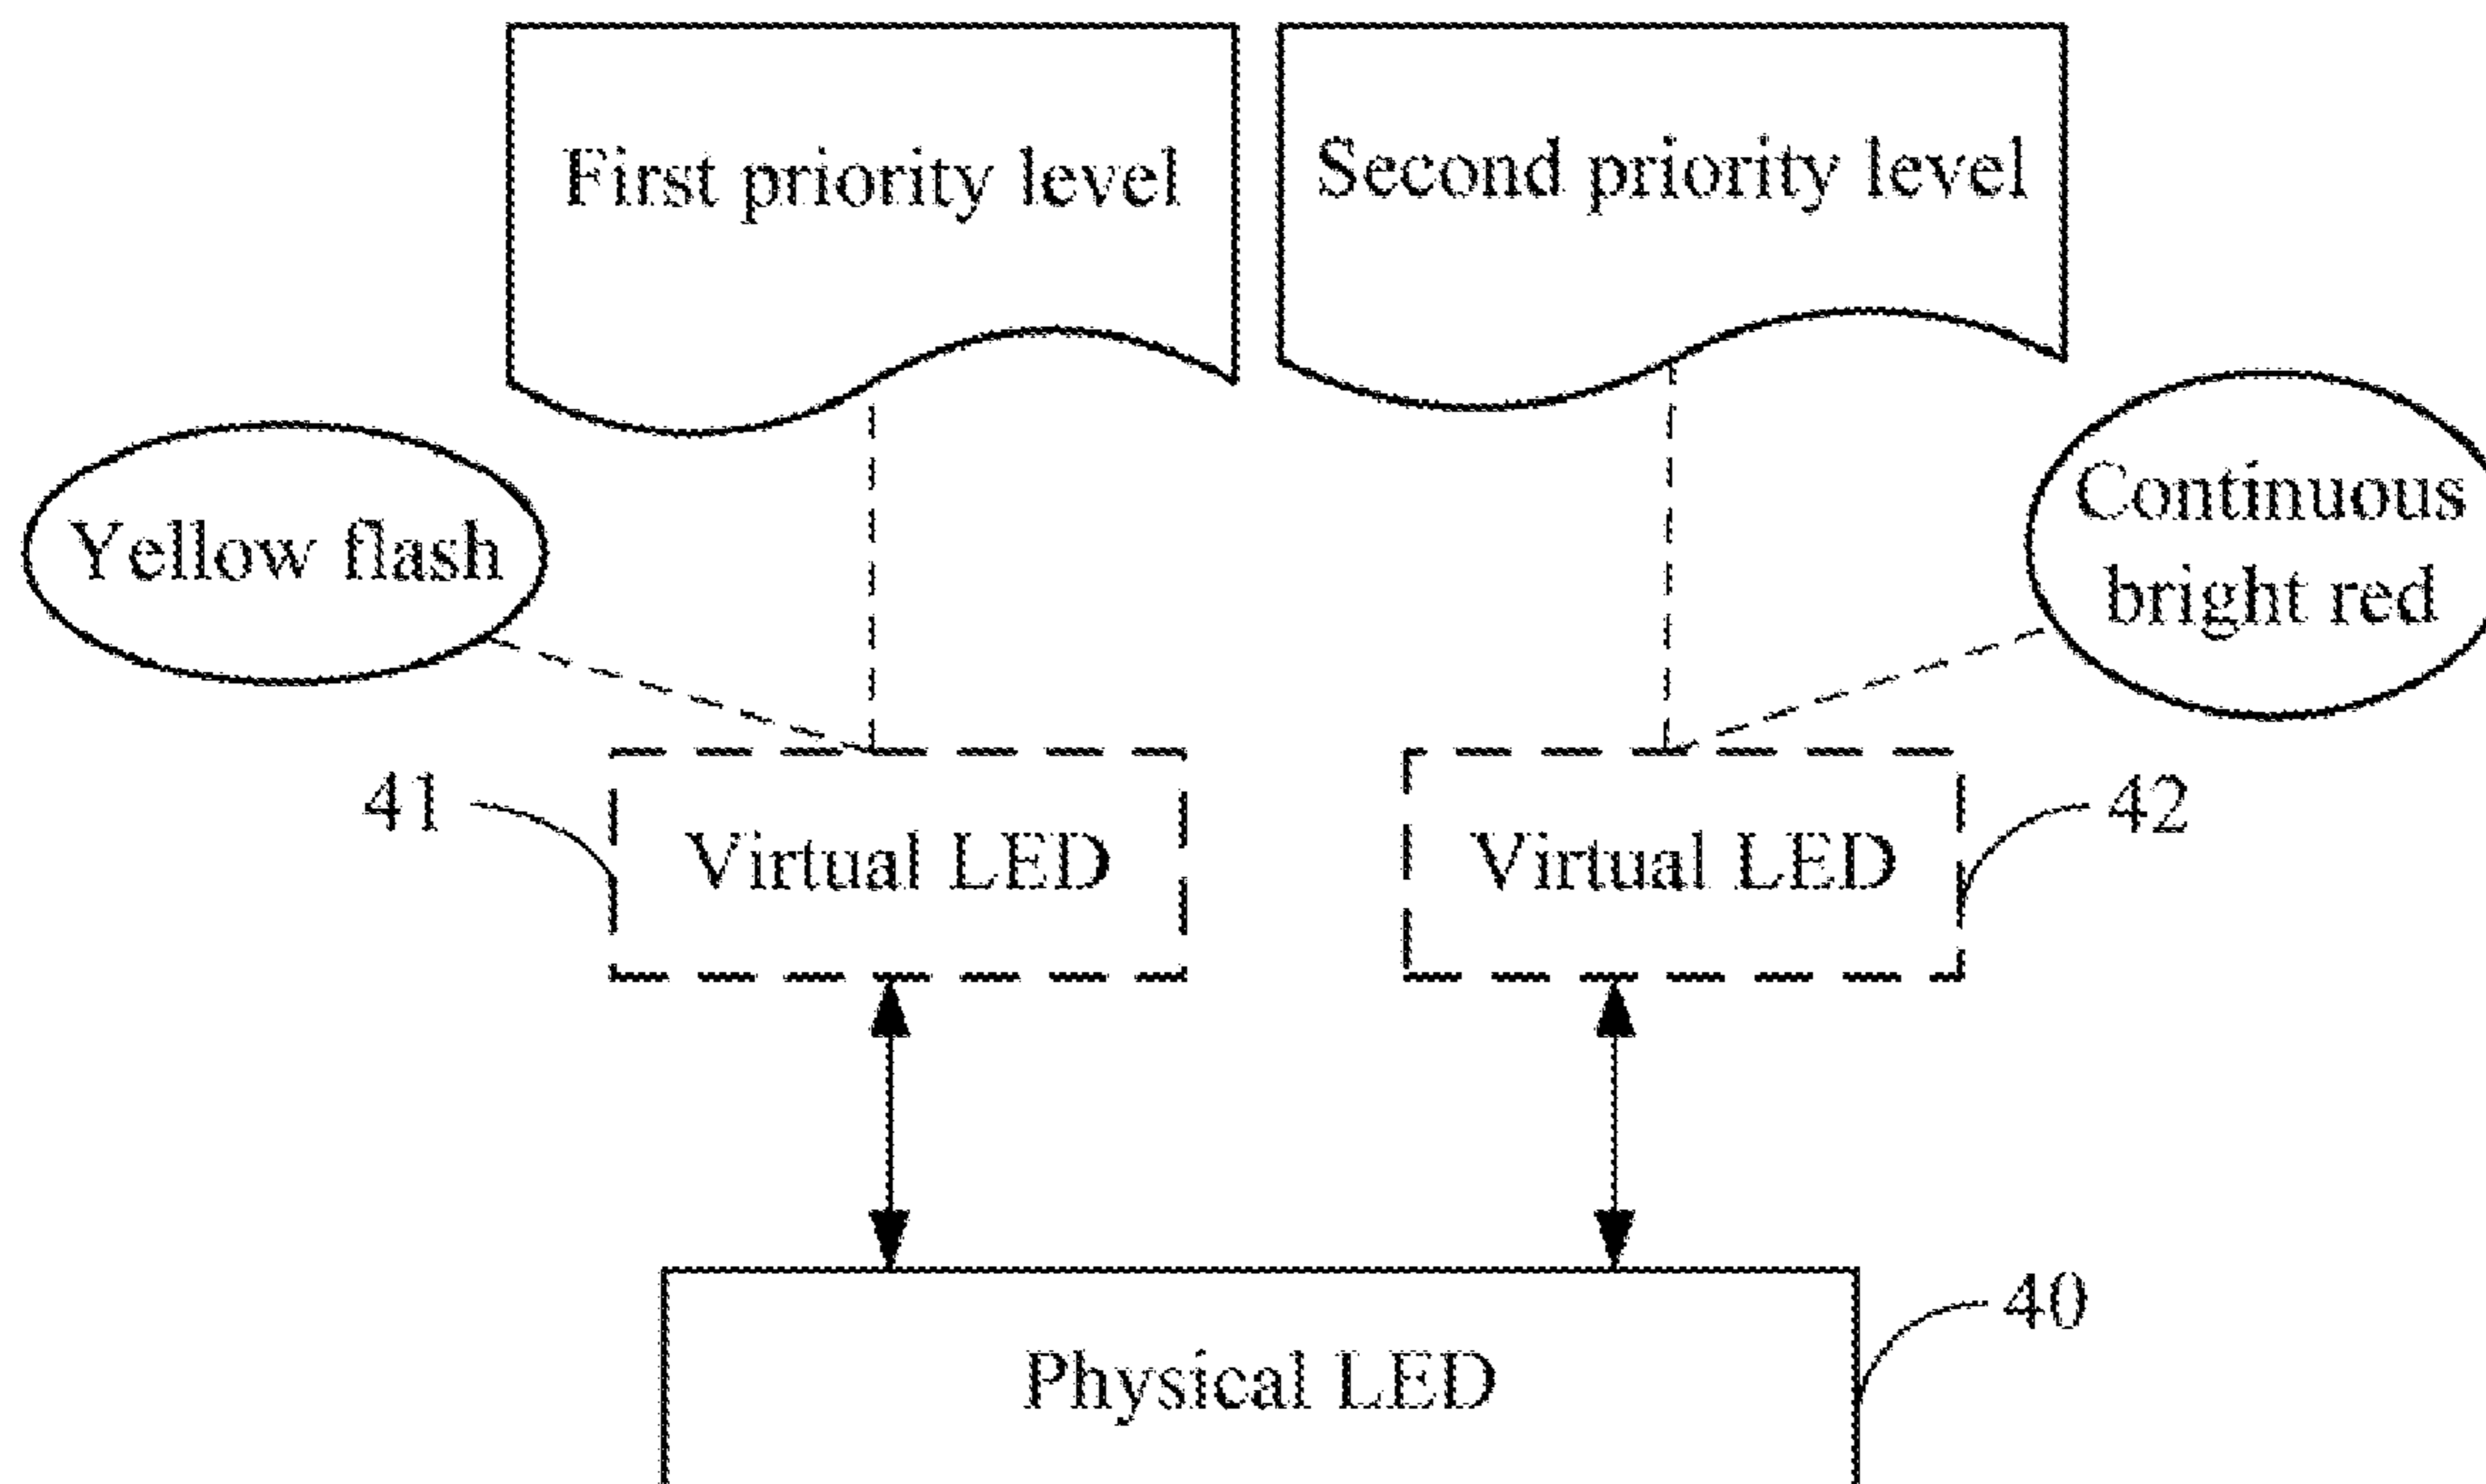 First priority level
Second priority level
Yellow flash
Continuous
bright red
41
Virtual LED
Virtual LED
42
Physical LED
40